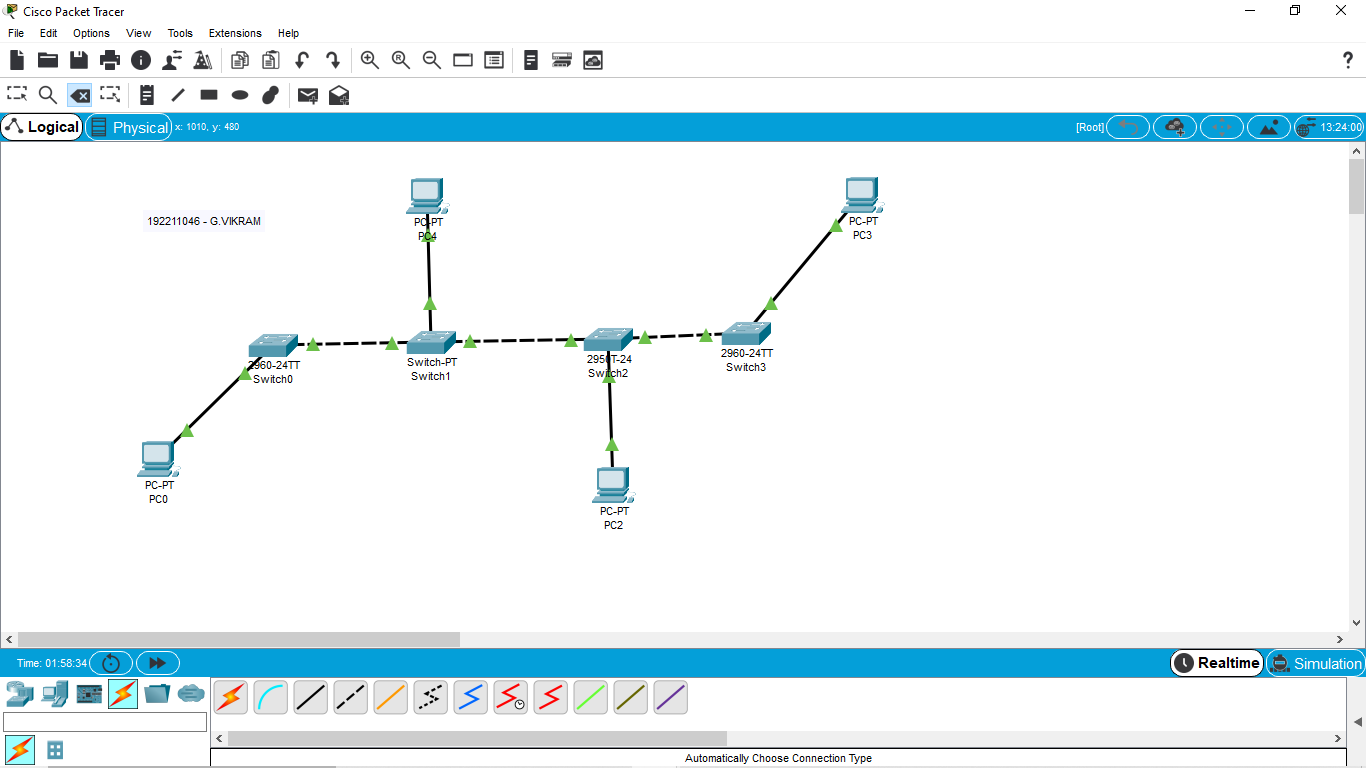 Cisco Packet Tracer
File Edit Options View Tools Extensions Help
Logical Physical x: 1010, y: 480 [Root] 13:24:00
192211046 - G.VIKRAM
PC-PT
PC4
PC-PT
PC3
2960-24TT
Switch0
Switch-PT
Switch1
2950T-24
Switch2
2960-24TT
Switch3
PC-PT
PC0
PC-PT
PC2
Time: 01:58:34 Realtime Simulation
Automatically Choose Connection Type